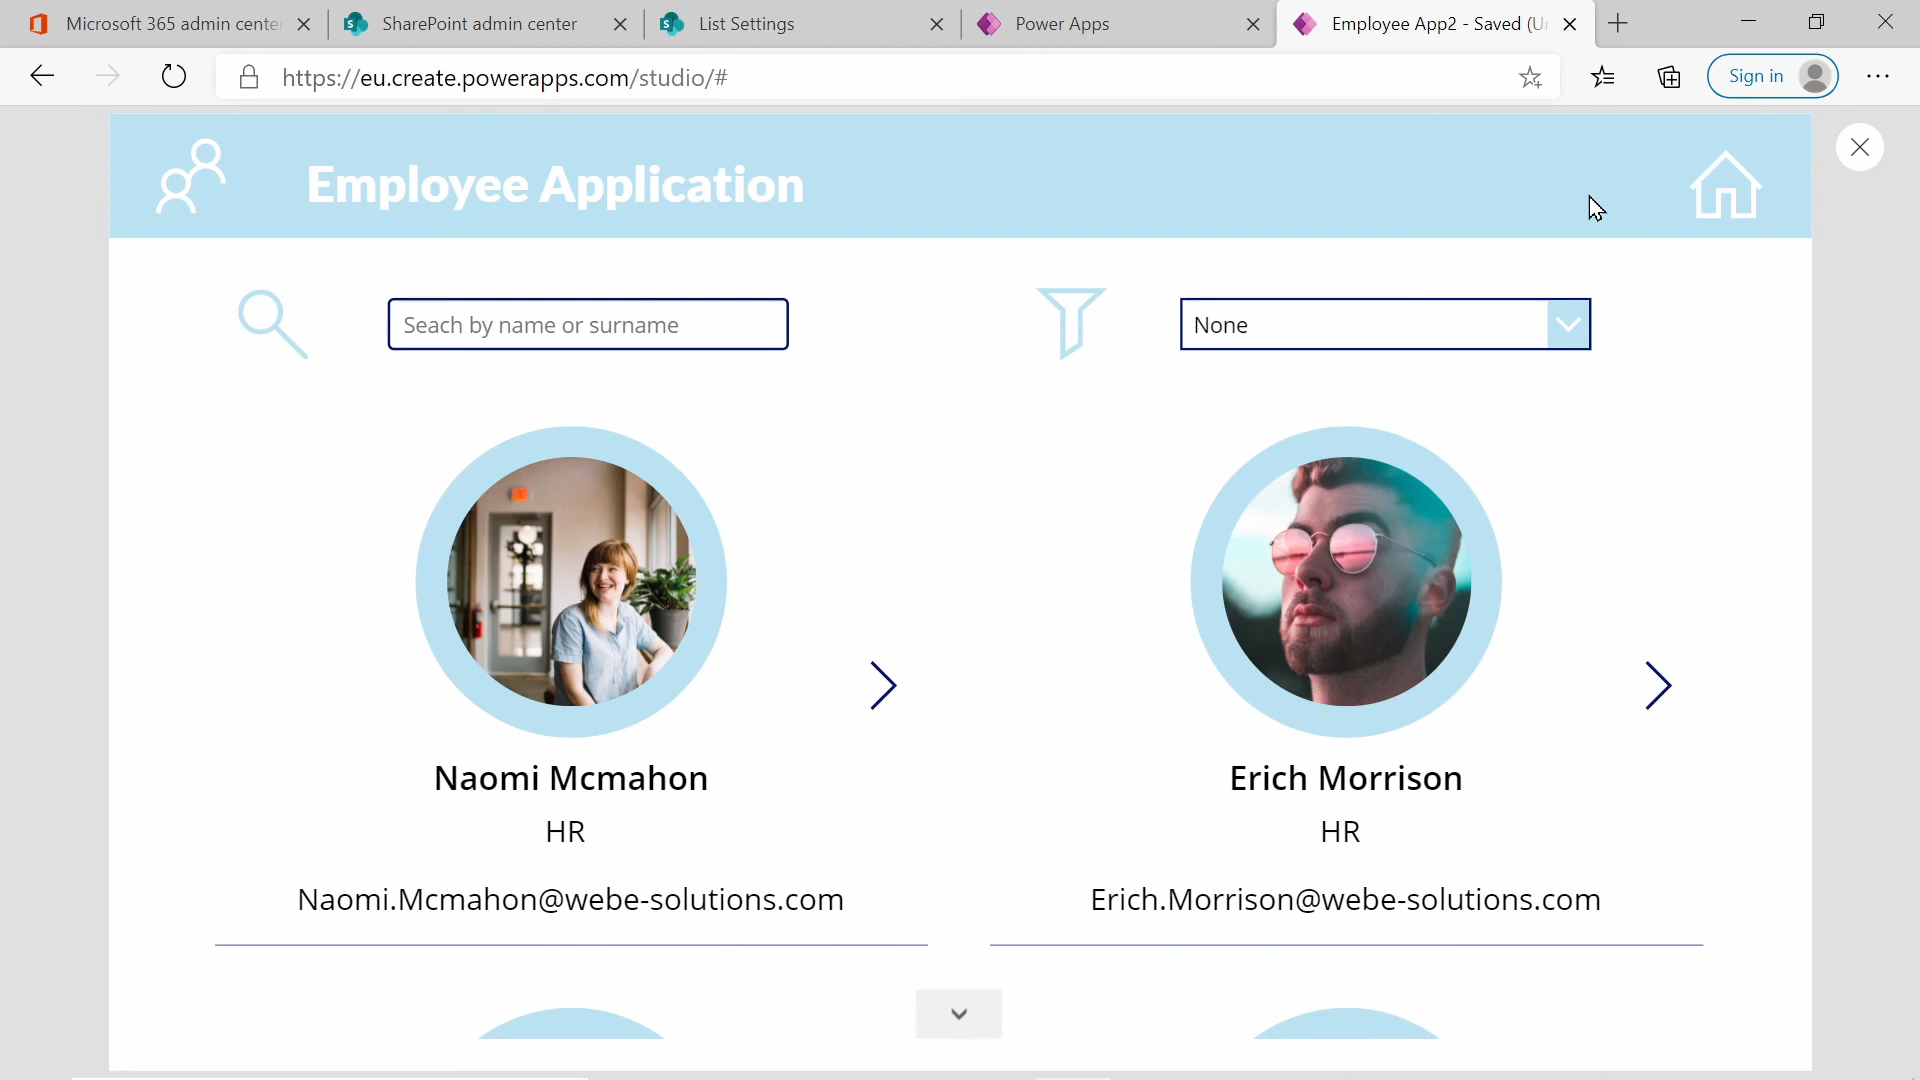 Microsoft 365 admin center
SharePoint admin center
List Settings
Power Apps
Employee App2 - Saved (Un
https://eu.create.powerapps.com/studio/#
Sign in
Employee Application
Seach by name or surname
None
Naomi Mcmahon
HR
Naomi.Mcmahon@webe-solutions.com
Erich Morrison
HR
Erich.Morrison@webe-solutions.com